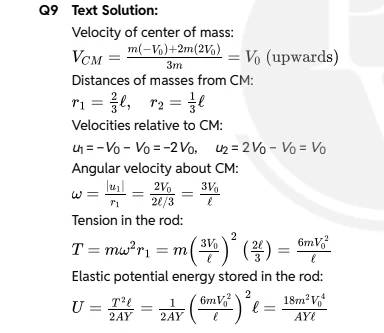 Q9 Text Solution:
Velocity of center of mass:
V_CM = (m(−V₀)+2m(2V₀))/(3m) = V₀ (upwards)
Distances of masses from CM:
r₁ = (2/3)ℓ, r₂ = (1/3)ℓ
Velocities relative to CM:
u₁ = −V₀ − V₀ = −2V₀, u₂ = 2V₀ − V₀ = V₀
Angular velocity about CM:
ω = |u₁|/r₁ = 2V₀/(2ℓ/3) = 3V₀/ℓ
Tension in the rod:
T = mω²r₁ = m(3V₀/ℓ)²(2ℓ/3) = 6mV₀²/ℓ
Elastic potential energy stored in the rod:
U = T²ℓ/(2AY) = 1/(2AY) (6mV₀²/ℓ)² ℓ = 18m²V₀⁴/(AYℓ)